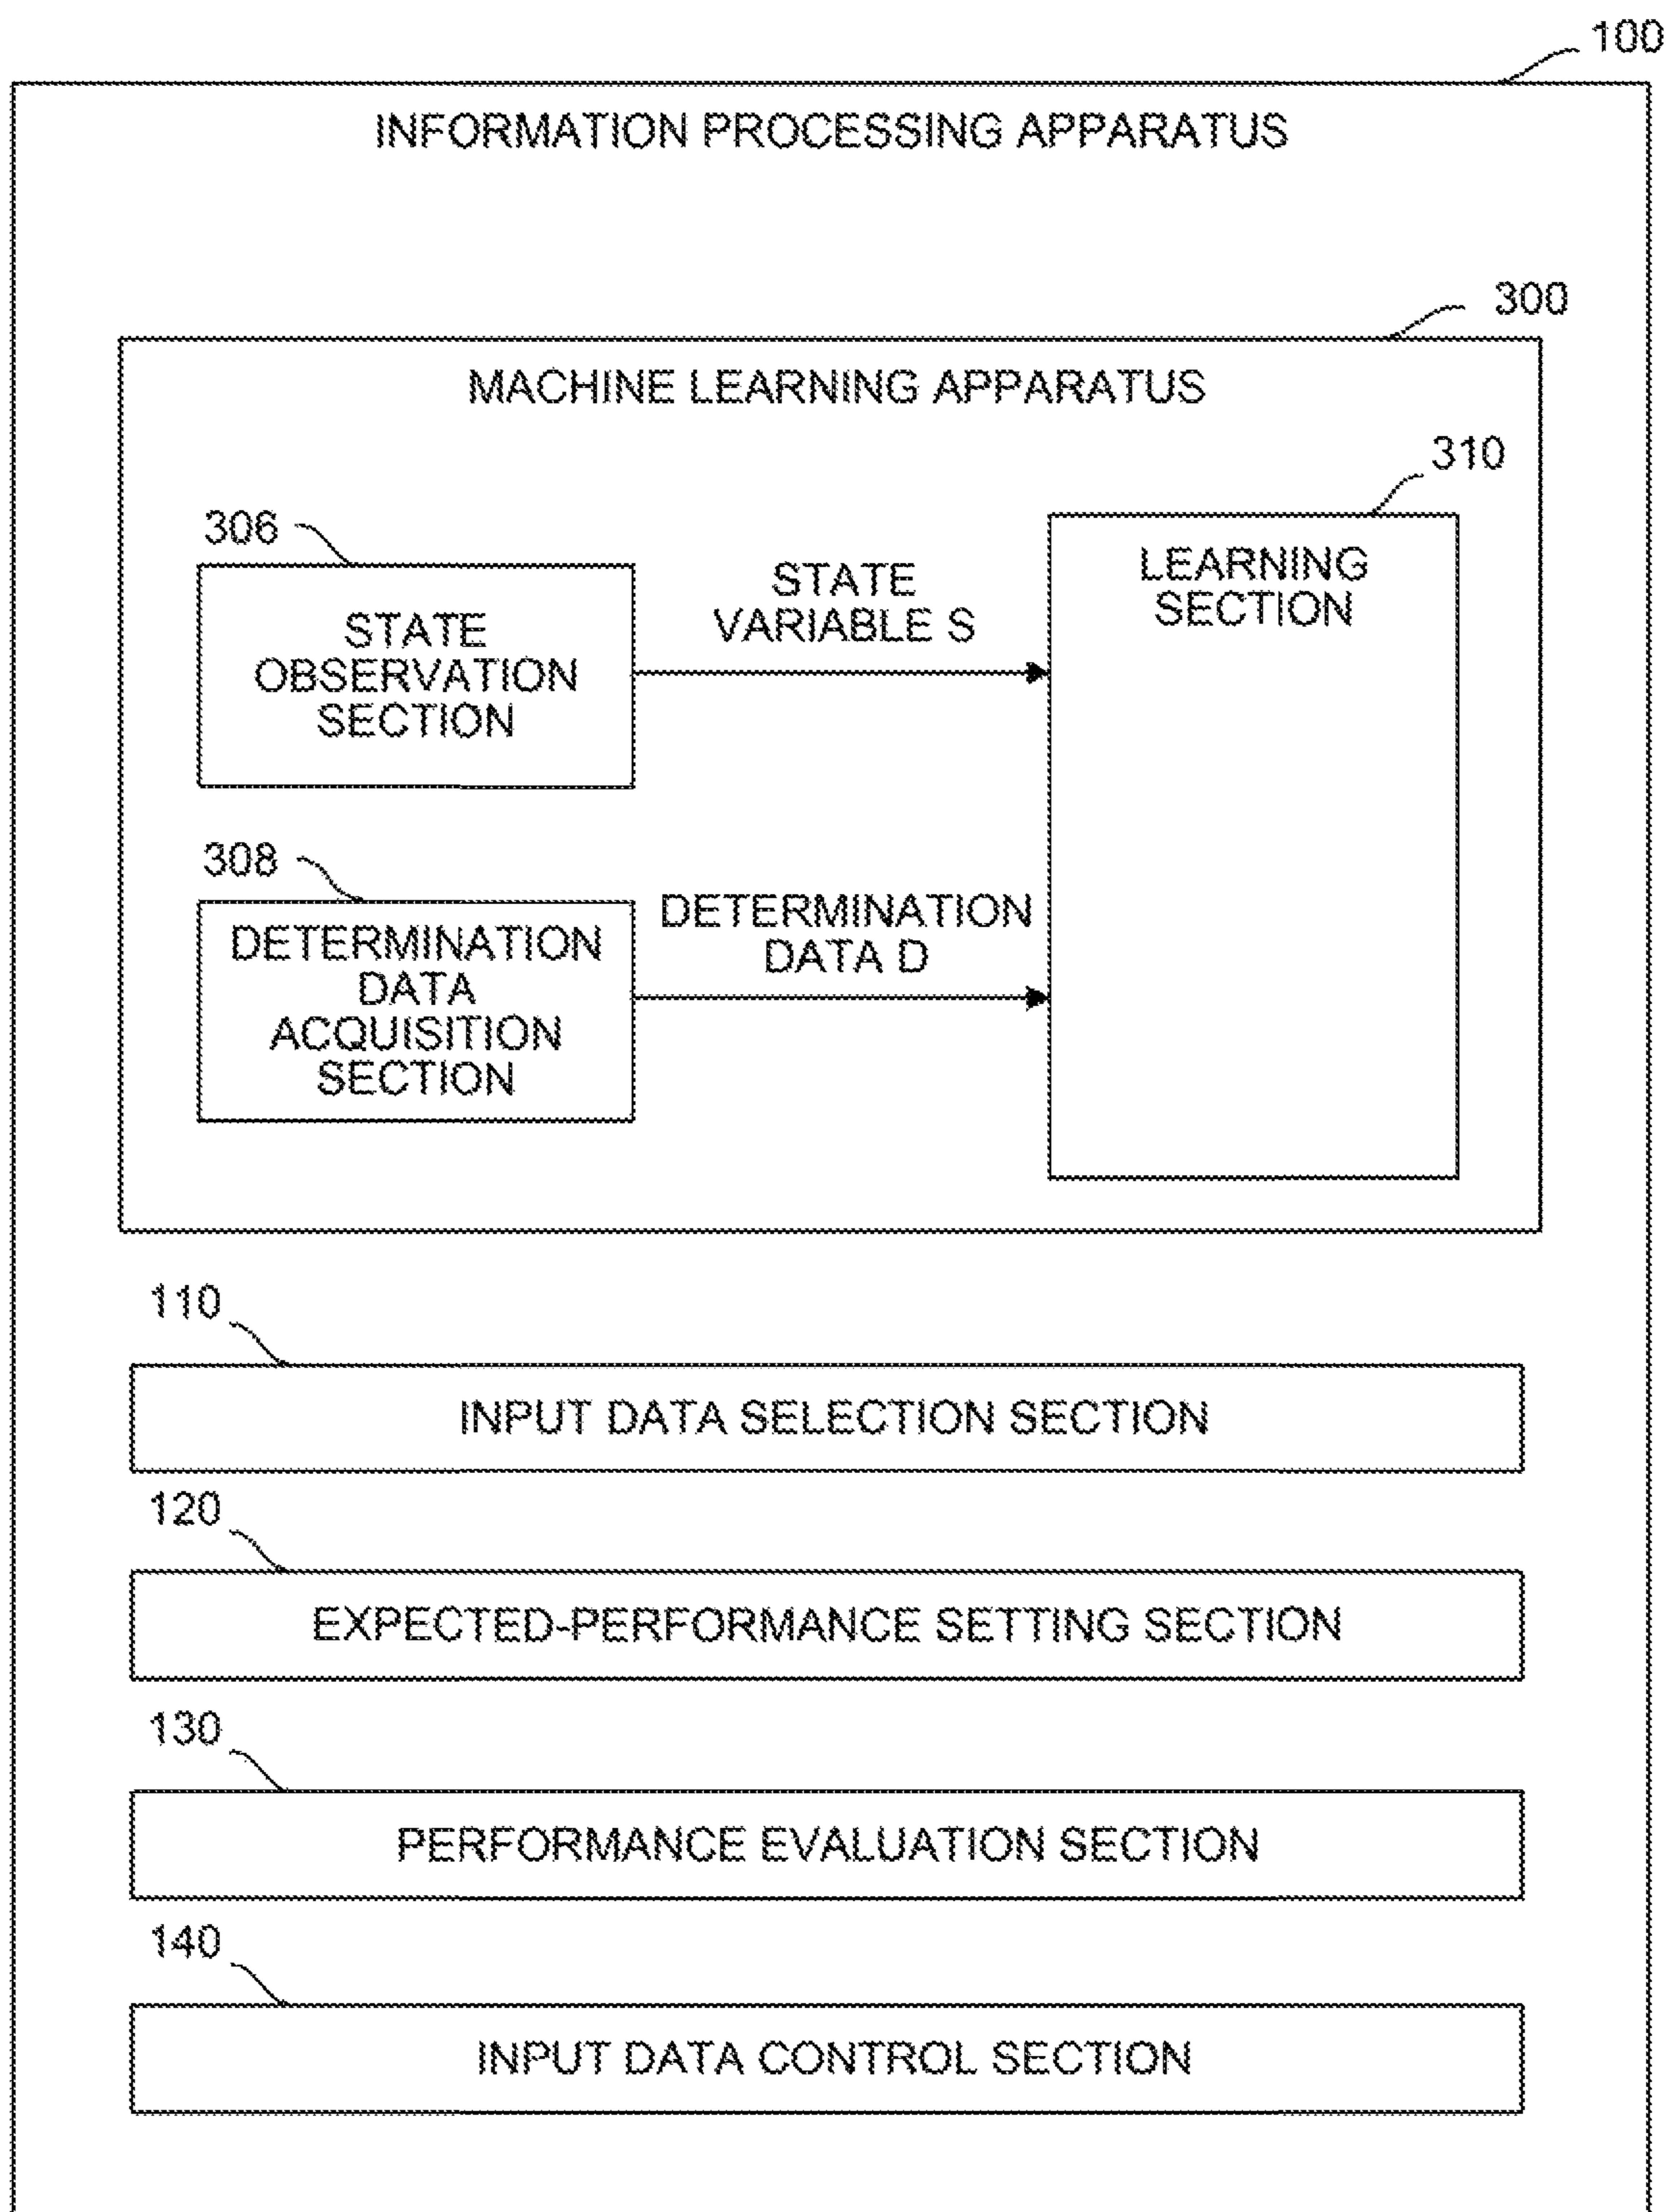 100
INFORMATION PROCESSING APPARATUS
300
MACHINE LEARNING APPARATUS
310
306
STATE
OBSERVATION
SECTION
STATE
VARIABLE S
LEARNING
SECTION
308
DETERMINATION
DATA
ACQUISITION
SECTION
DETERMINATION
DATA D
110
INPUT DATA SELECTION SECTION
120
EXPECTED-PERFORMANCE SETTING SECTION
130
PERFORMANCE EVALUATION SECTION
140
INPUT DATA CONTROL SECTION